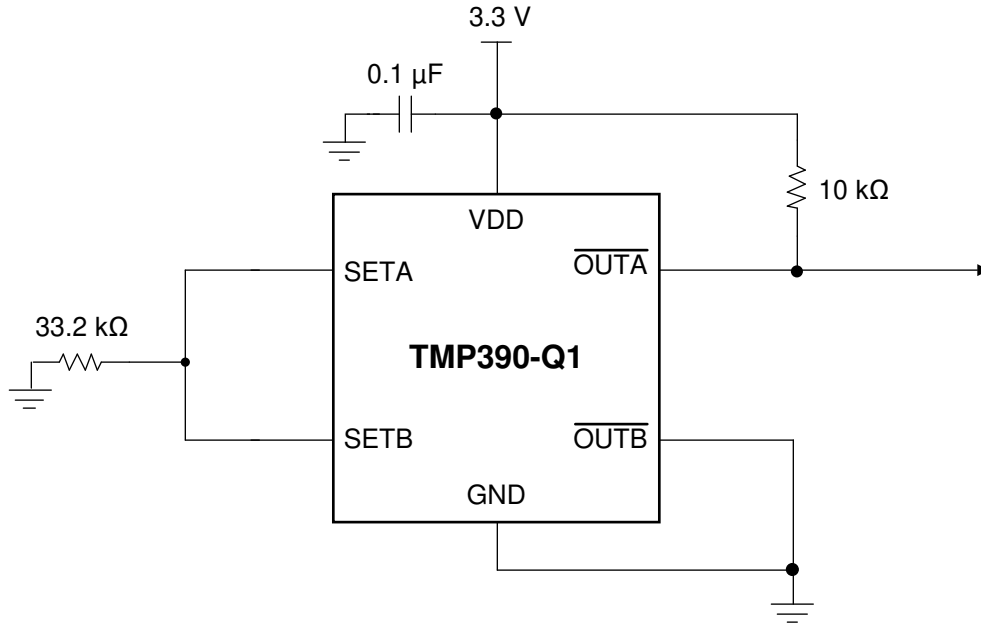 3.3 V
0.1 µF
10 kΩ
VDD
SETA
OUTA
33.2 kΩ
TMP390-Q1
SETB
OUTB
GND